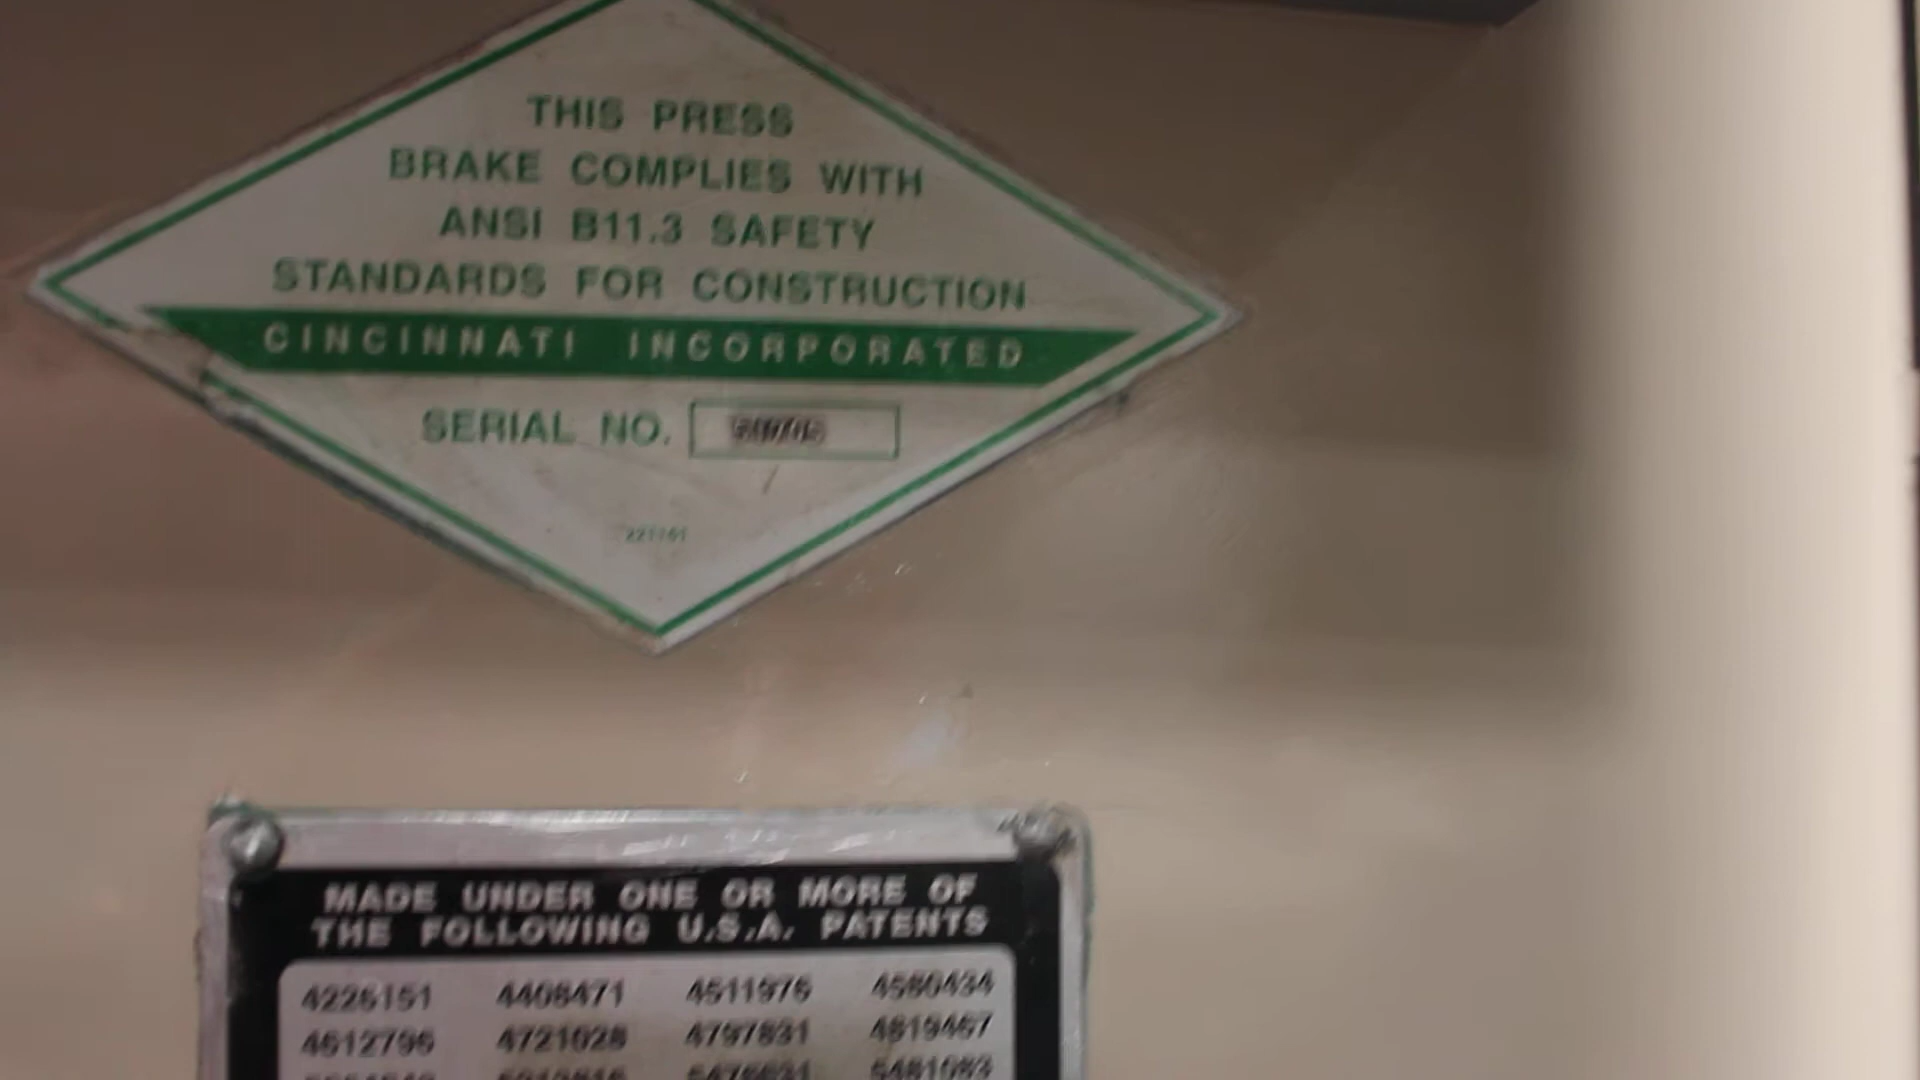 THIS PRESS
BRAKE COMPLIES WITH
ANSI B11.3 SAFETY
STANDARDS FOR CONSTRUCTION
CINCINNATI INCORPORATED
SERIAL NO.
MADE UNDER ONE OR MORE OF
THE FOLLOWING U.S.A. PATENTS
4226151 4408471 4511976 4580434
4612796 4721028 4797831 4819467